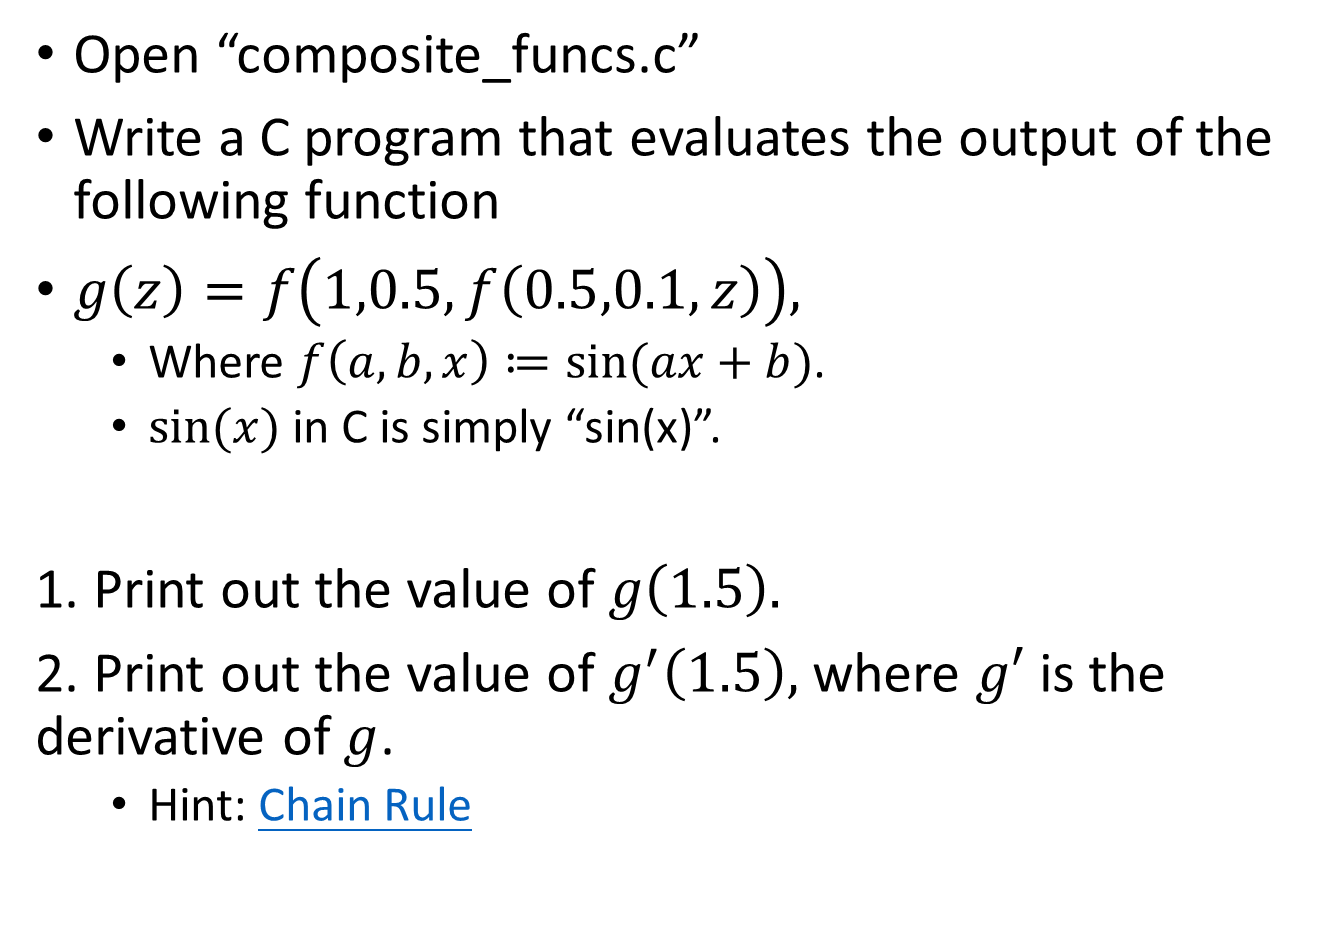 • Open “composite_funcs.c”
• Write a C program that evaluates the output of the
following function
• g(z) = f(1,0.5, f(0.5,0.1, z)),
• Where f(a, b, x) ≔ sin(ax + b).
• sin(x) in C is simply “sin(x)”.
1. Print out the value of g(1.5).
2. Print out the value of g′(1.5), where g′ is the
derivative of g.
• Hint: Chain Rule